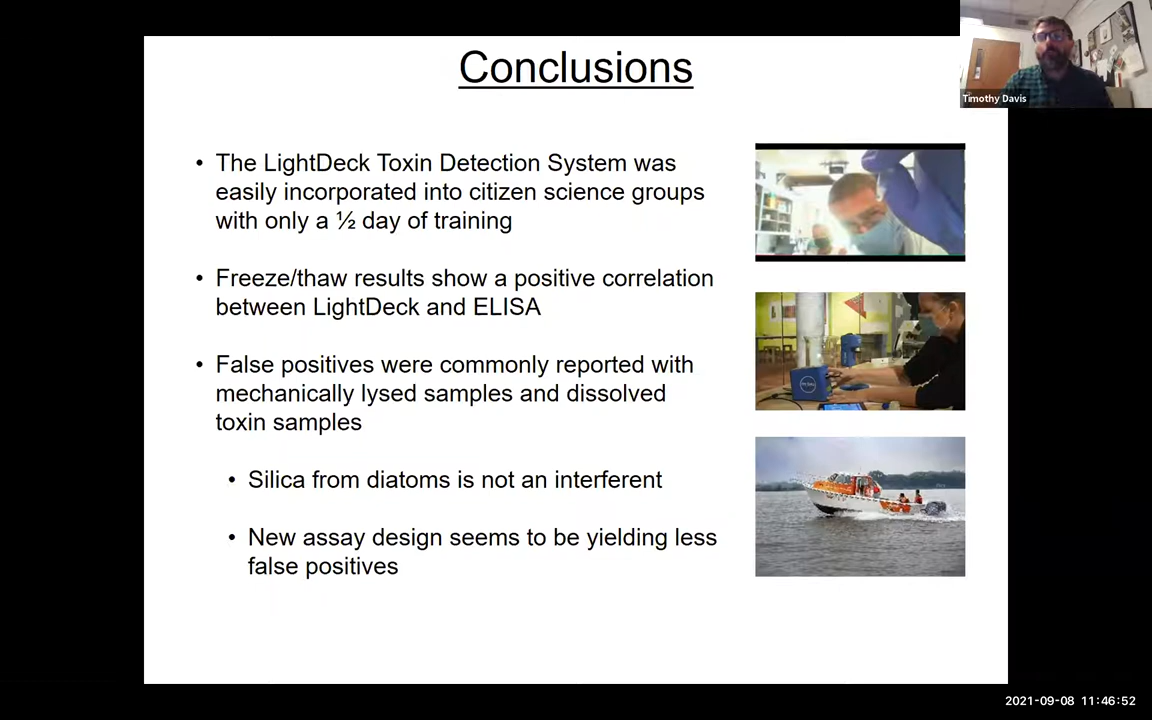 Conclusions
Timothy Davis
• The LightDeck Toxin Detection System was
easily incorporated into citizen science groups
with only a ½ day of training
• Freeze/thaw results show a positive correlation
between LightDeck and ELISA
• False positives were commonly reported with
mechanically lysed samples and dissolved
toxin samples
• Silica from diatoms is not an interferent
• New assay design seems to be yielding less
false positives
2021-09-08 11:46:52